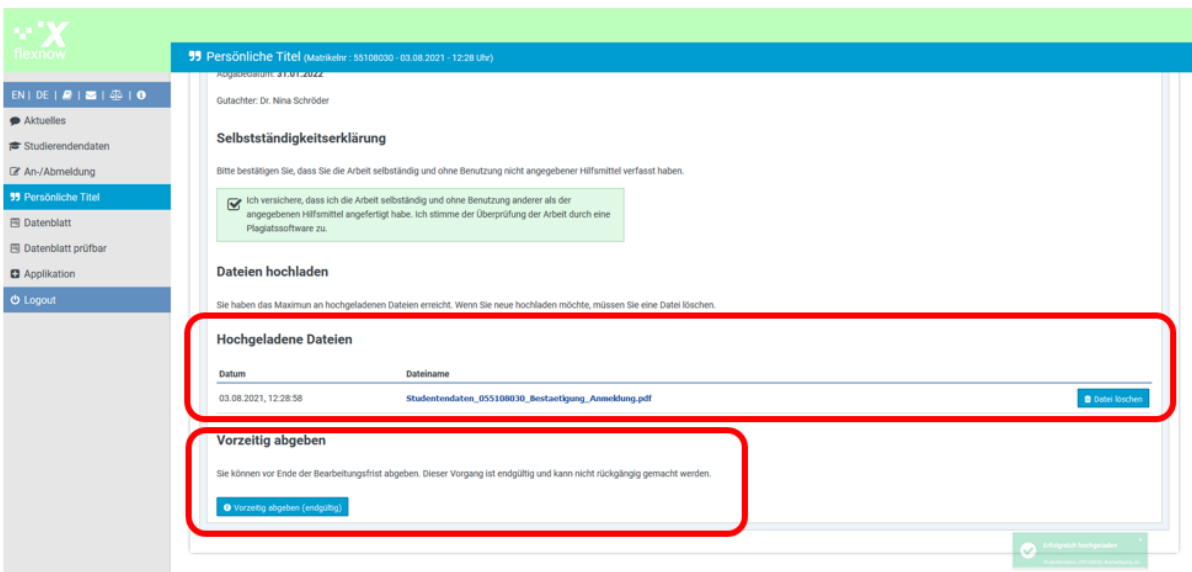 X
flexnow
Persönliche Titel (Matrikelnr : 55108030 - 03.08.2021 - 12:28 Uhr)
Abgabedatum: 31.01.2022
EN | DE | | | |
Gutachter: Dr. Nina Schröder
Aktuelles
Studierendendaten
An-/Abmeldung
Persönliche Titel
Datenblatt
Datenblatt prüfbar
Applikation
Logout
Selbstständigkeitserklärung
Bitte bestätigen Sie, dass Sie die Arbeit selbständig und ohne Benutzung nicht angegebener Hilfsmittel verfasst haben.
Ich versichere, dass ich die Arbeit selbständig und ohne Benutzung anderer als der
angegebenen Hilfsmittel angefertigt habe. Ich stimme der Überprüfung der Arbeit durch eine
Plagiatssoftware zu.
Dateien hochladen
Sie haben das Maximun an hochgeladenen Dateien erreicht. Wenn Sie neue hochladen möchte, müssen Sie eine Datei löschen.
Hochgeladene Dateien
Datum Dateiname
03.08.2021, 12:28:58 Studentendaten_055108030_Bestaetigung_Anmeldung.pdf Datei löschen
Vorzeitig abgeben
Sie können vor Ende der Bearbeitungsfrist abgeben. Dieser Vorgang ist endgültig und kann nicht rückgängig gemacht werden.
Vorzeitig abgeben (endgültig)
Erfolgreich hochgeladen